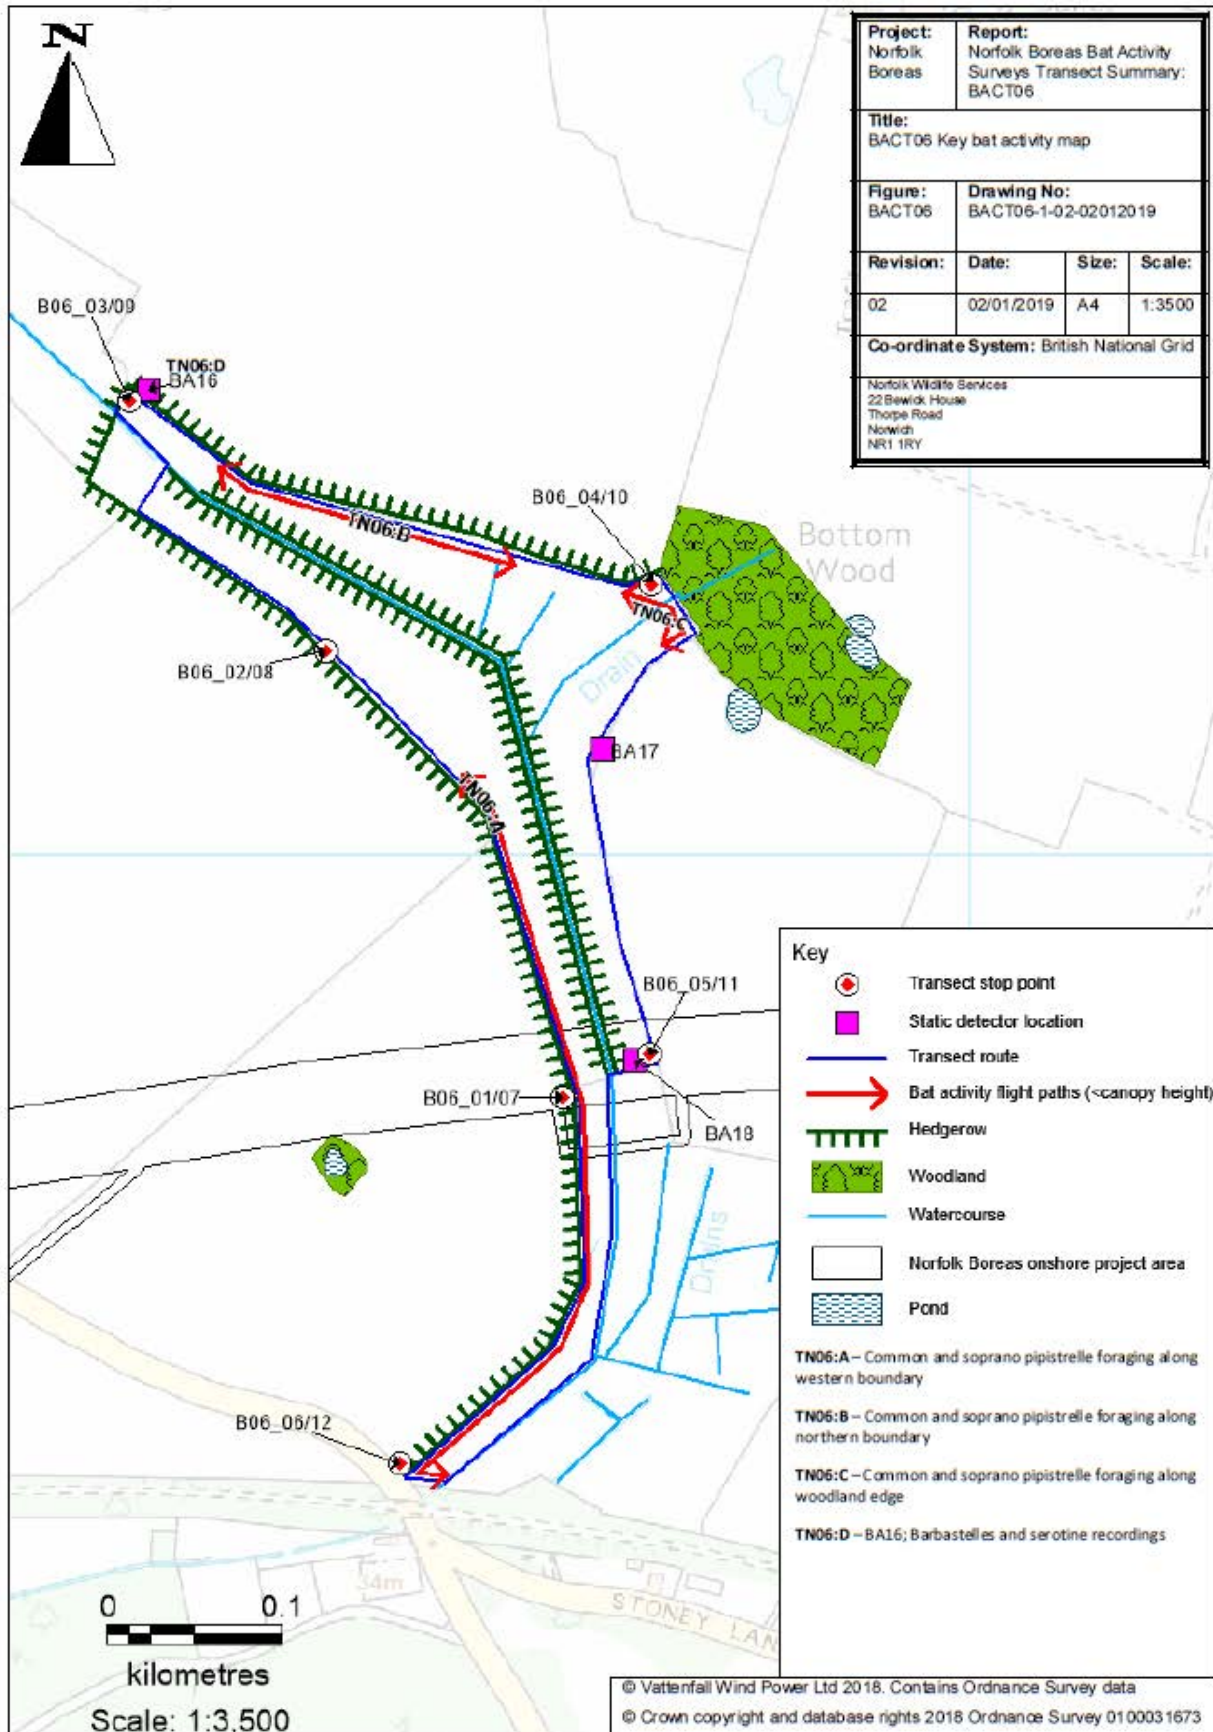 N
Project:
Norfolk
Boreas
Report:
Norfolk Boreas Bat Activity
Surveys Transect Summary:
BACT06
Title:
BACT06 Key bat activity map
Figure:
BACT06
Drawing No:
BACT06-1-02-02012019
Revision:
Date:
Size:
Scale:
02
02/01/2019
A4
1:3500
Co-ordinate System: British National Grid
Norfolk Wildlife Services
22 Bewick House
Thorpe Road
Norwich
NR1 1RY
B06_03/09
TN06:D
BA16
B06_04/10
TN06:B
Bottom
Wood
TN06:C
B06_02/08
Drain
BA17
TN06:A
B06_05/11
B06_01/07
BA18
Drains
B06_06/12
34m
STONEY LAN
Key
Transect stop point
Static detector location
Transect route
Bat activity flight paths (<canopy height)
Hedgerow
Woodland
Watercourse
Norfolk Boreas onshore project area
Pond
TN06:A – Common and soprano pipistrelle foraging along
western boundary
TN06:B – Common and soprano pipistrelle foraging along
northern boundary
TN06:C – Common and soprano pipistrelle foraging along
woodland edge
TN06:D – BA16; Barbastelles and serotine recordings
0 0.1
kilometres
Scale: 1:3,500
© Vattenfall Wind Power Ltd 2018. Contains Ordnance Survey data
© Crown copyright and database rights 2018 Ordnance Survey 0100031673